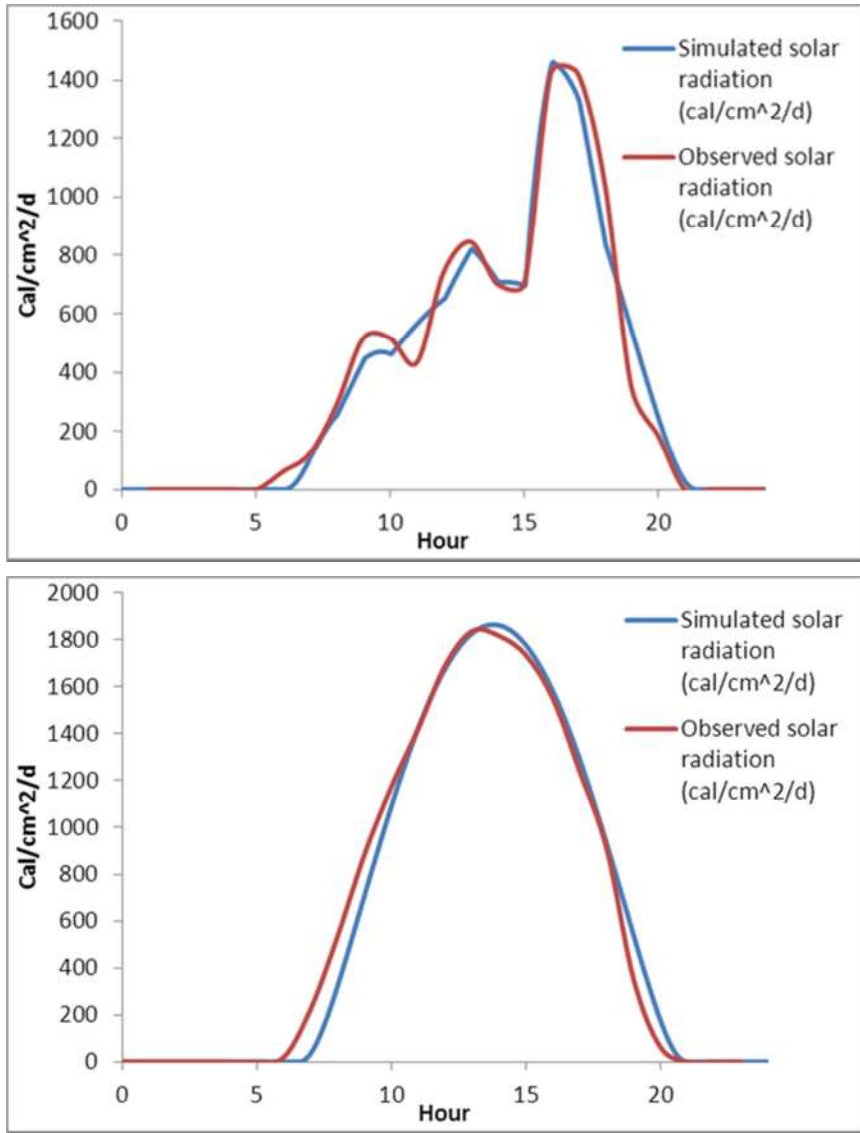 1600
1400
1200
1000
800
600
400
200
0
Cal/cm^2/d
0 5 10 15 20
Hour
Simulated solar
radiation
(cal/cm^2/d)
Observed solar
radiation
(cal/cm^2/d)
2000
1800
1600
1400
1200
1000
800
600
400
200
0
Cal/cm^2/d
0 5 10 15 20
Hour
Simulated solar
radiation
(cal/cm^2/d)
Observed solar
radiation
(cal/cm^2/d)